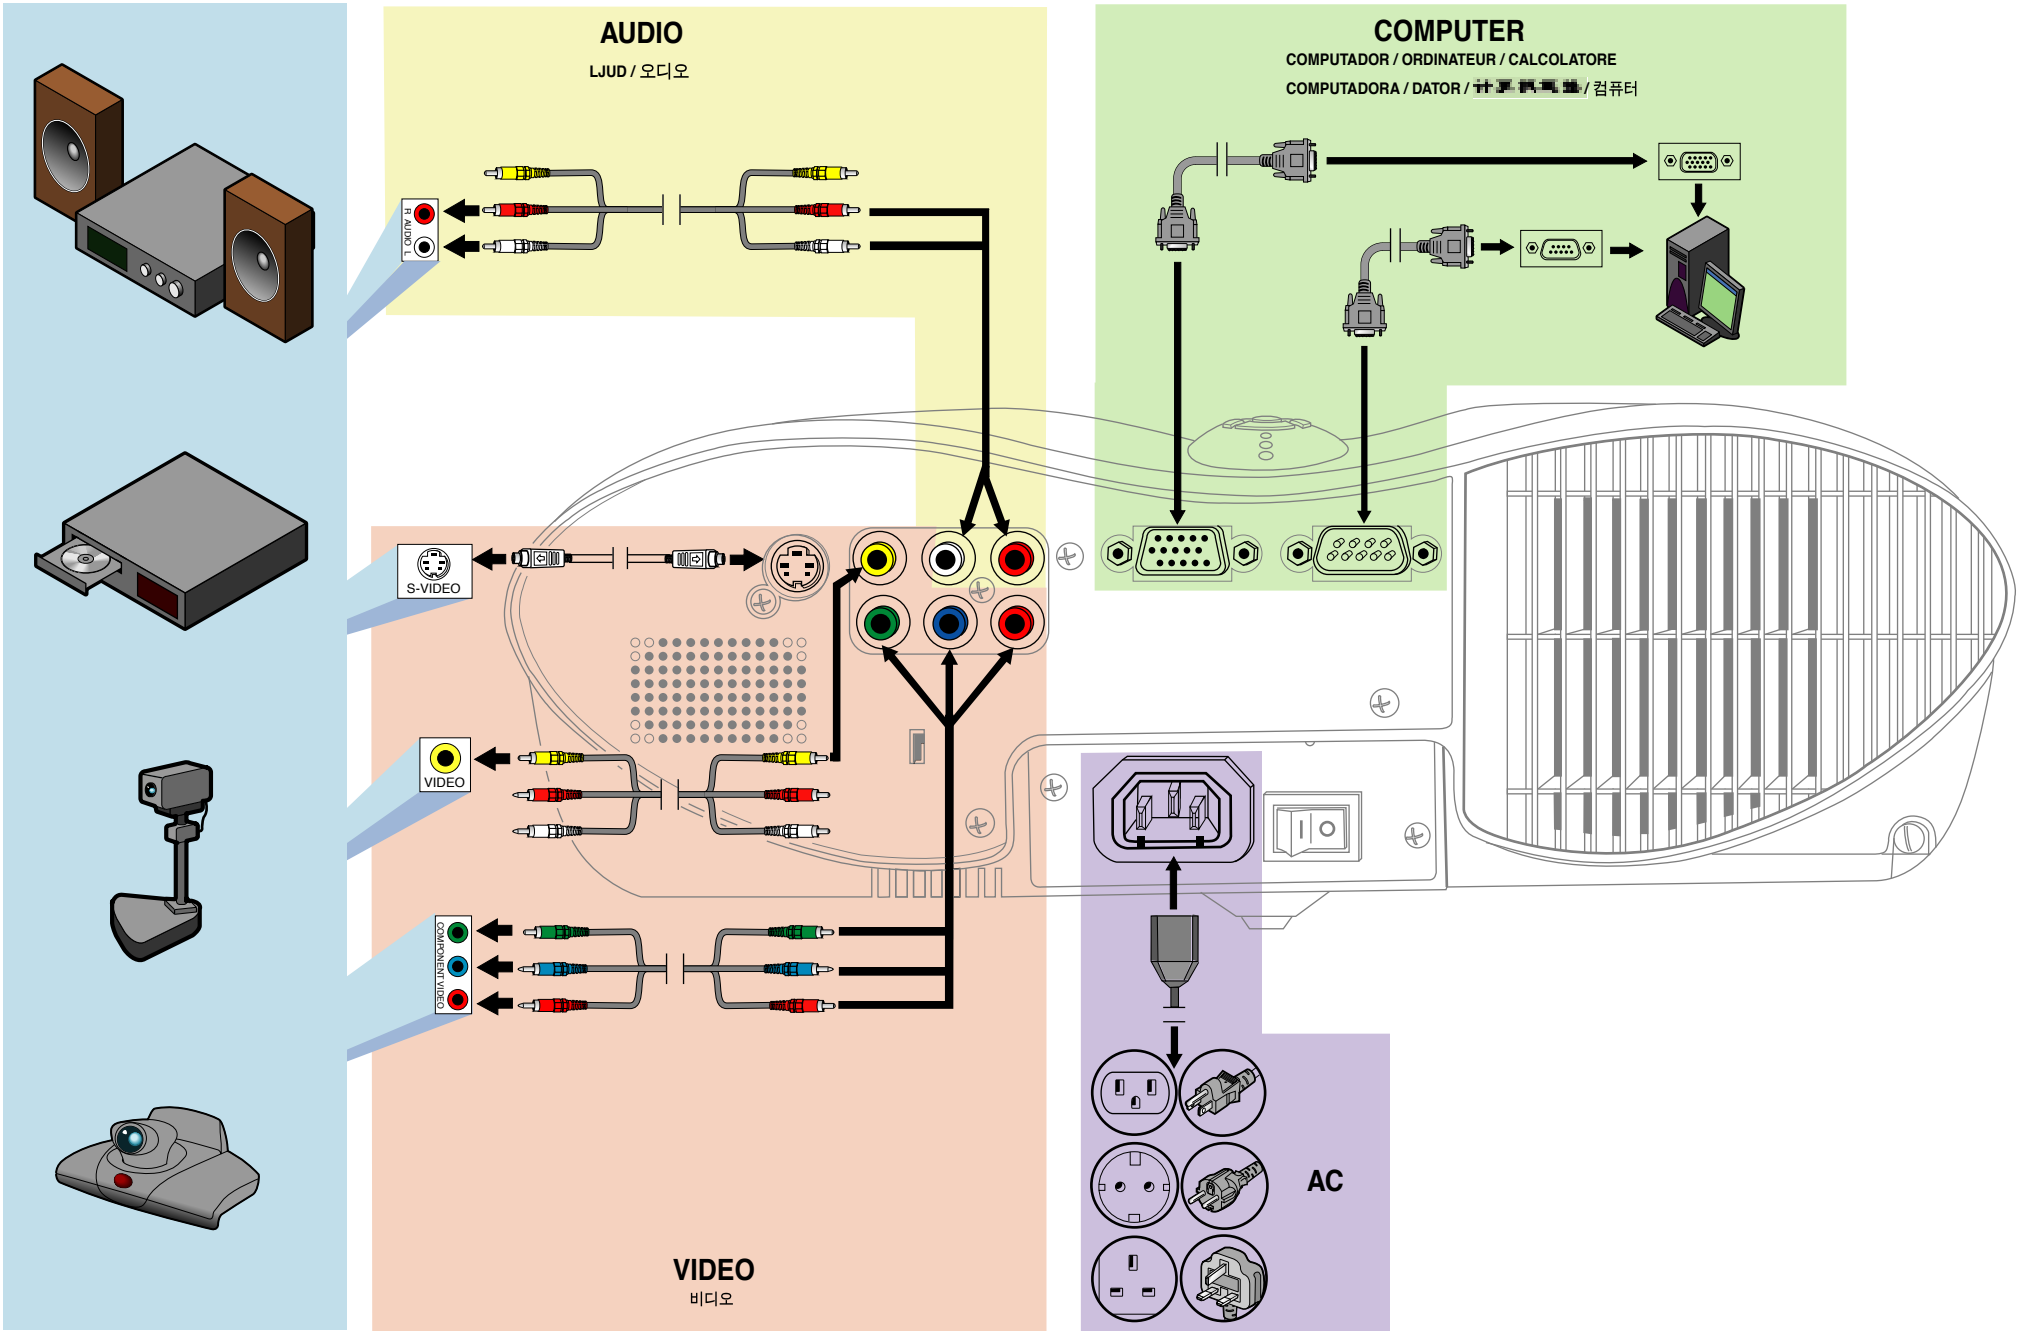 AUDIO
LJUD / 오디오
COMPUTER
COMPUTADOR / ORDINATEUR / CALCOLATORE
COMPUTADORA / DATOR / / 컴퓨터
R AUDIO L
S-VIDEO
VIDEO
COMPONENT VIDEO
AC
VIDEO
비디오